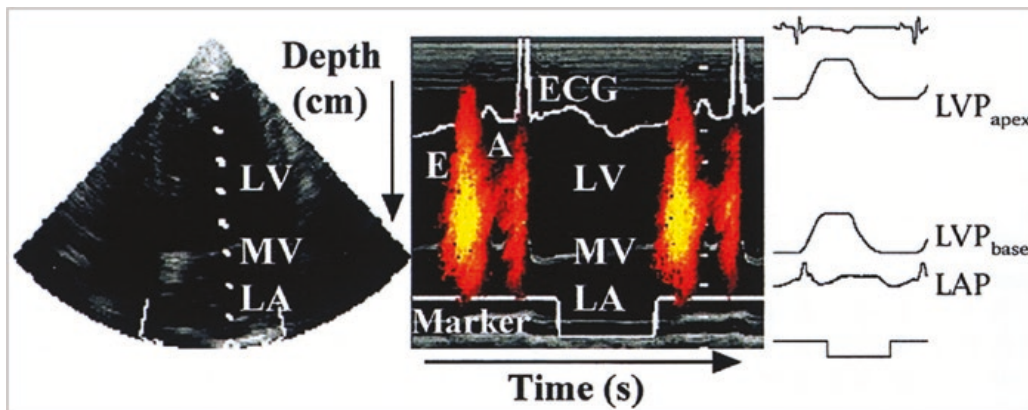 Depth
(cm)
LV
MV
LA
ECG
E
A
LV
MV
LA
Marker
Time (s)
LVPapex
LVPbase
LAP